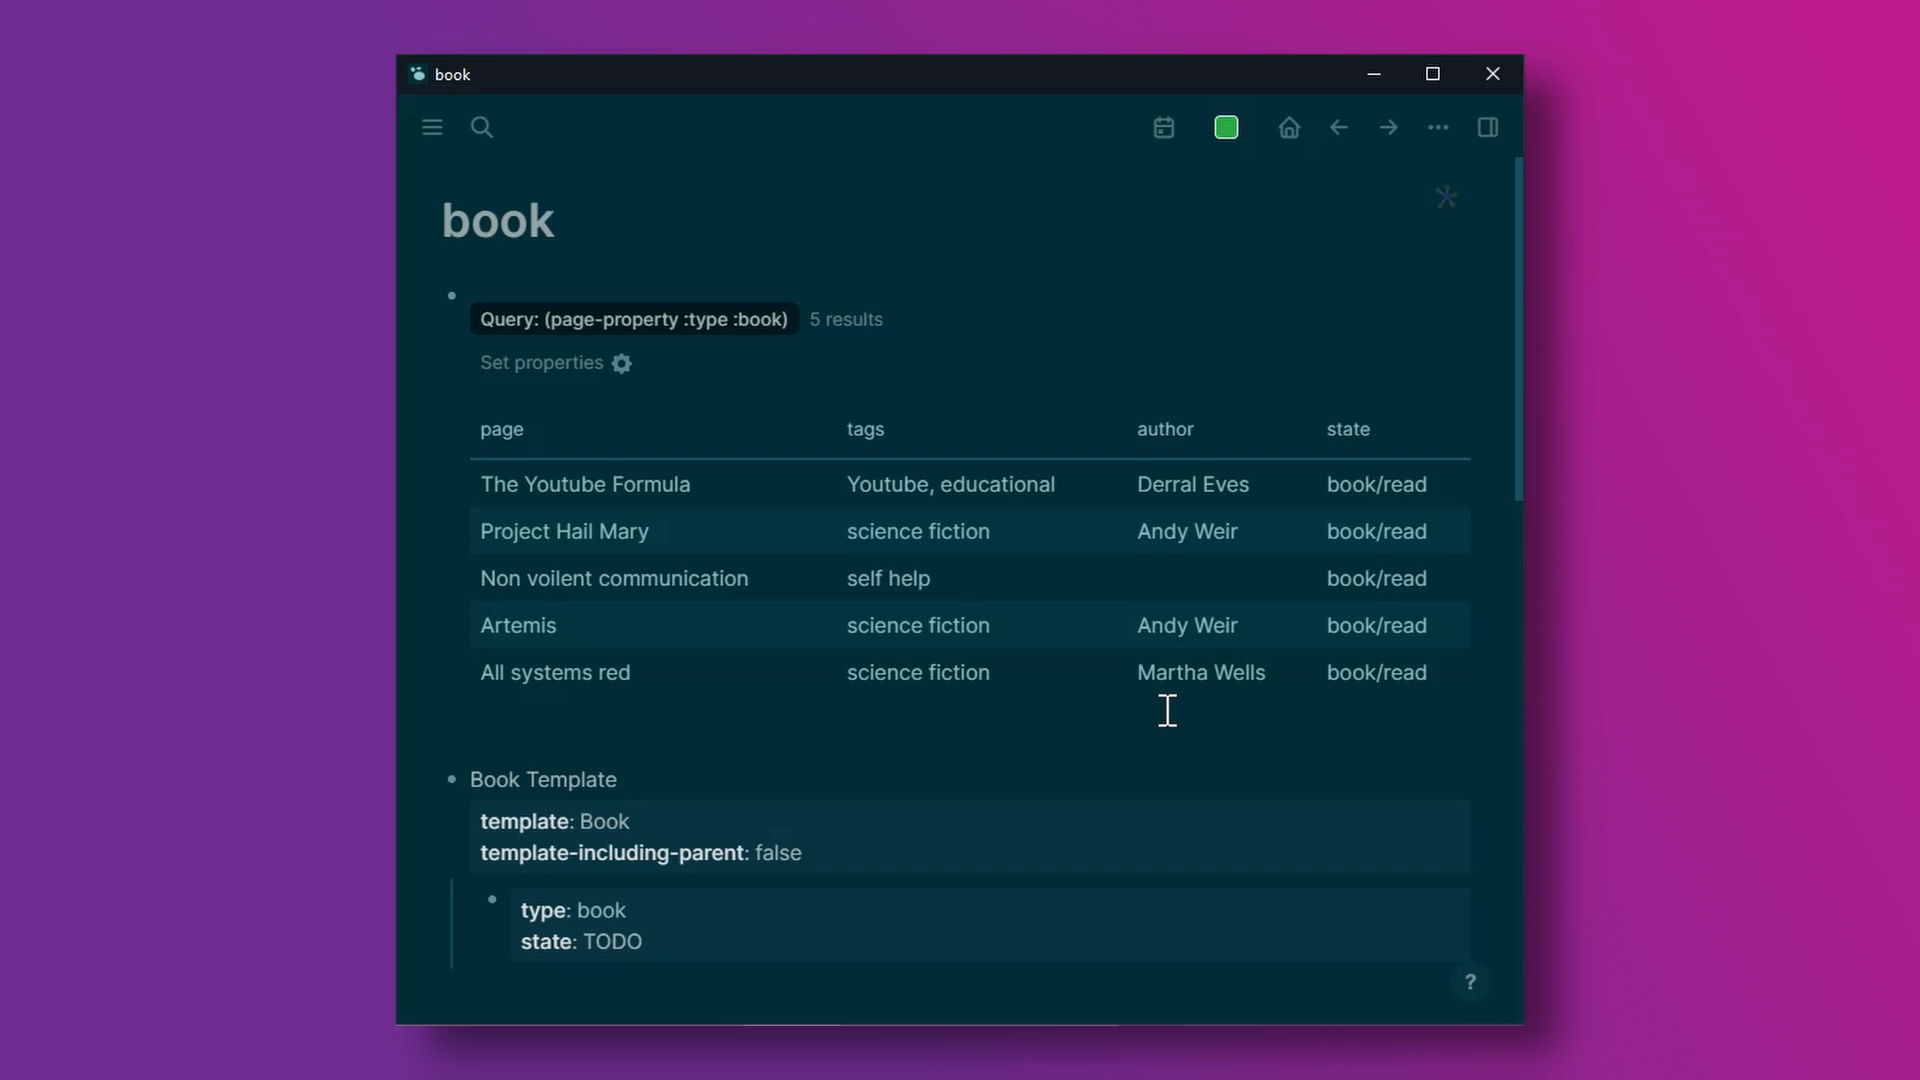 book
book
Query: (page-property :type :book) 5 results
Set properties
page tags author state
The Youtube Formula Youtube, educational Derral Eves book/read
Project Hail Mary science fiction Andy Weir book/read
Non voilent communication self help book/read
Artemis science fiction Andy Weir book/read
All systems red science fiction Martha Wells book/read
Book Template
template: Book
template-including-parent: false
type: book
state: TODO
?